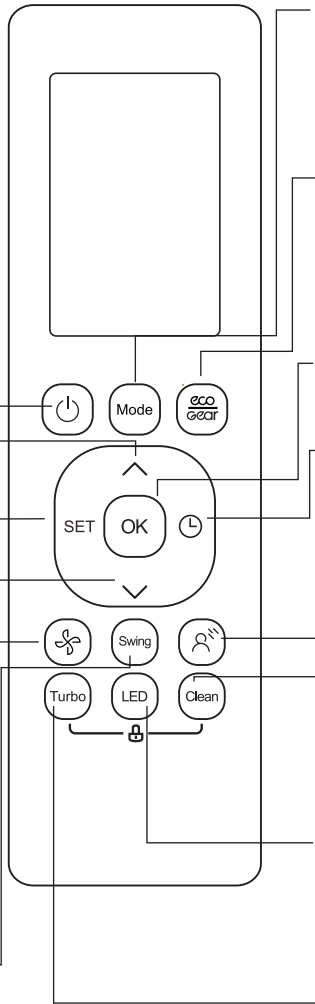 Mode
eco
Gear
SET
OK
Swing
Turbo
LED
Clean